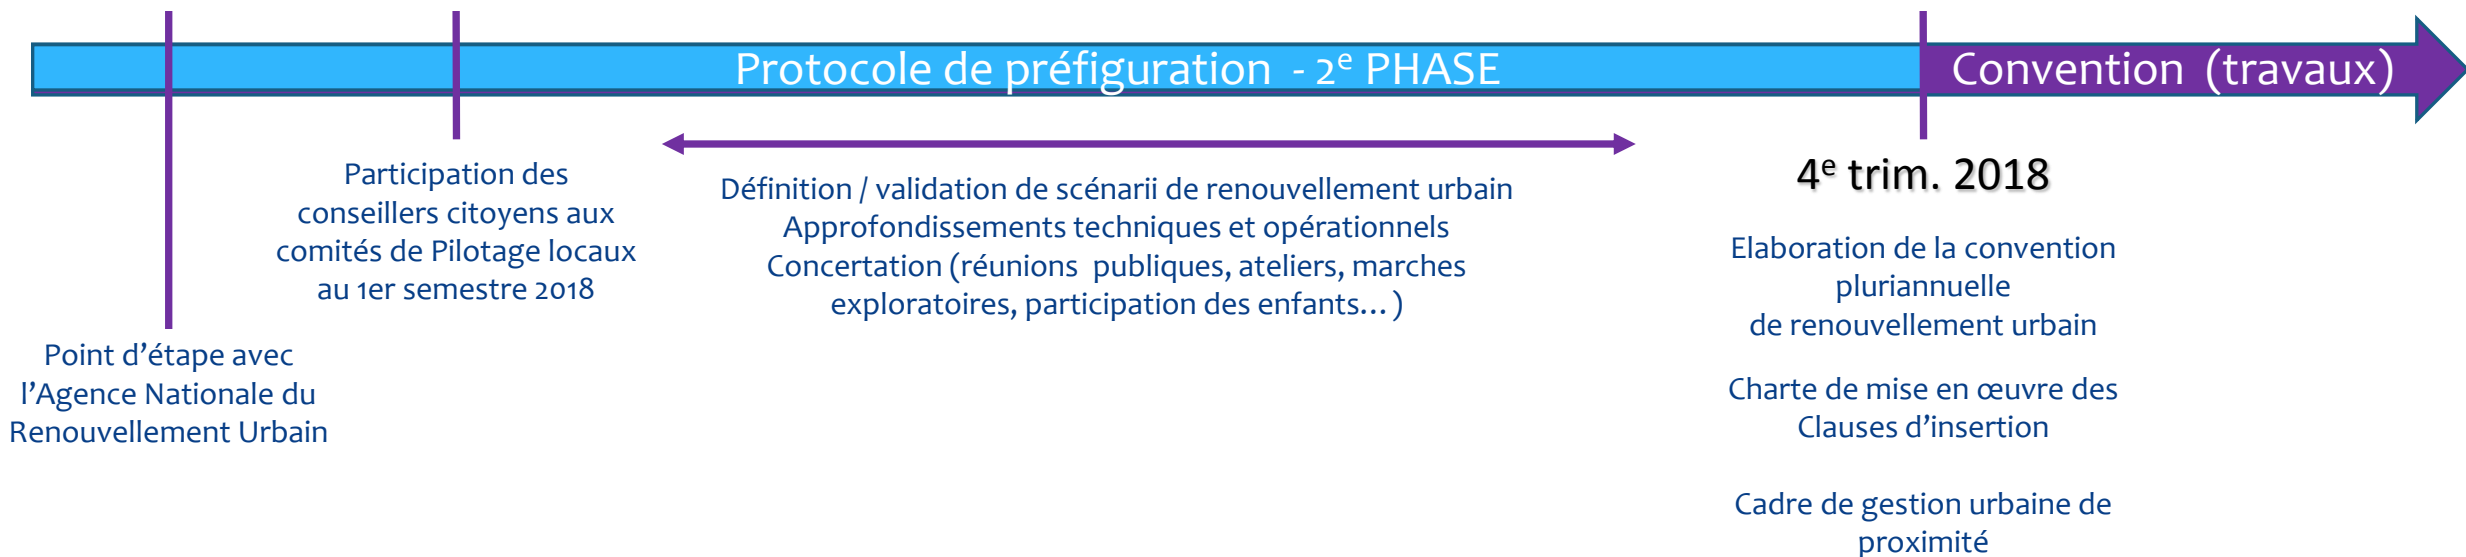 Protocole de préfiguration - 2e PHASE
Convention (travaux)
Point d’étape avec
l’Agence Nationale du
Renouvellement Urbain
Participation des
conseillers citoyens aux
comités de Pilotage locaux
au 1er semestre 2018
Définition / validation de scénarii de renouvellement urbain
Approfondissements techniques et opérationnels
Concertation (réunions publiques, ateliers, marches
exploratoires, participation des enfants… )
4e trim. 2018
Elaboration de la convention
pluriannuelle
de renouvellement urbain
Charte de mise en œuvre des
Clauses d’insertion
Cadre de gestion urbaine de
proximité